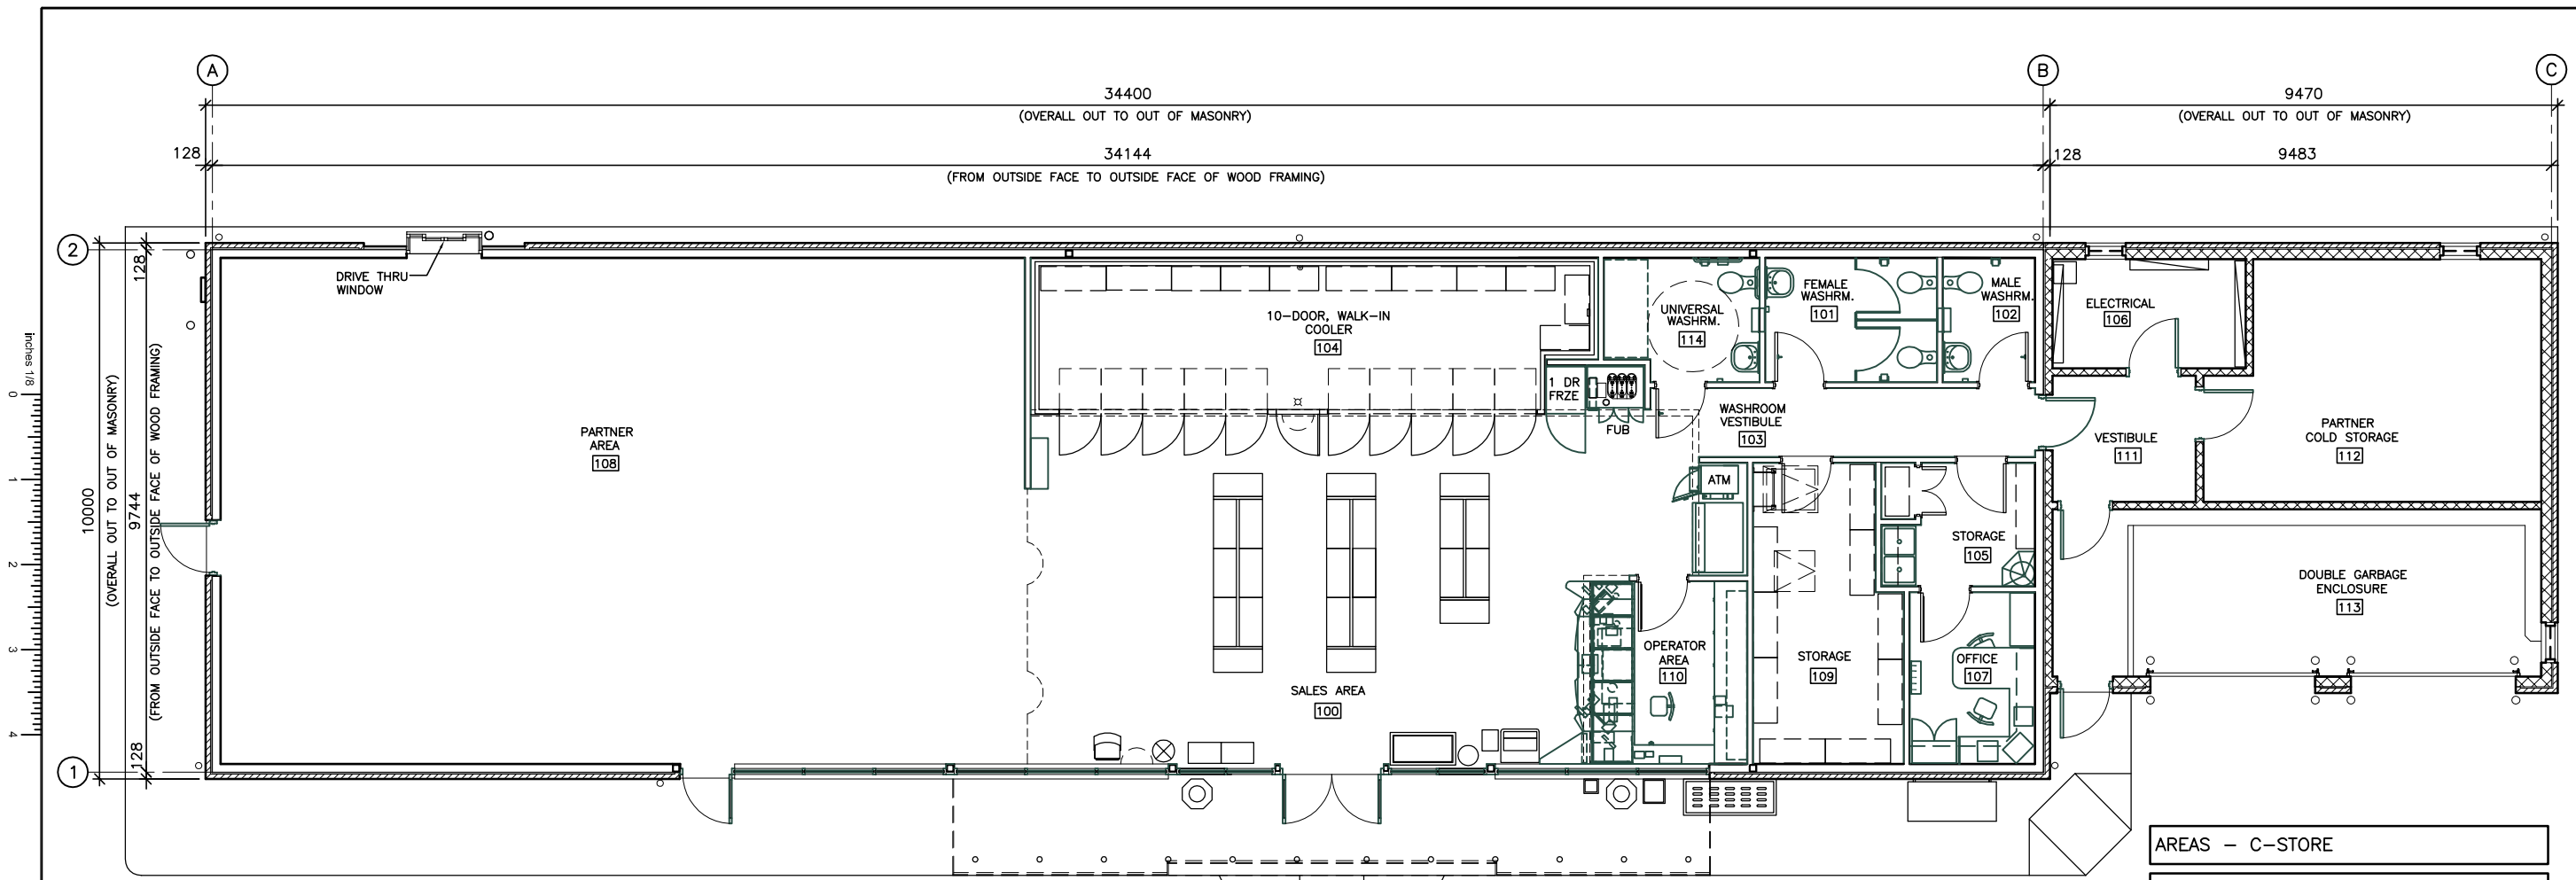 A
B
C
34400
(OVERALL OUT TO OUT OF MASONRY)
9470
(OVERALL OUT TO OUT OF MASONRY)
128
34144
(FROM OUTSIDE FACE TO OUTSIDE FACE OF WOOD FRAMING)
128
9483
2
1
128
10000
(OVERALL OUT TO OUT OF MASONRY)
9744
(FROM OUTSIDE FACE TO OUTSIDE FACE OF WOOD FRAMING)
128
inches 1/8
0
1
2
3
4
DRIVE THRU
WINDOW
PARTNER
AREA
108
10-DOOR, WALK-IN
COOLER
104
1 DR
FRZE
FUB
UNIVERSAL
WASHRM.
114
FEMALE
WASHRM.
101
MALE
WASHRM.
102
ELECTRICAL
106
WASHROOM
VESTIBULE
103
VESTIBULE
111
PARTNER
COLD STORAGE
112
ATM
STORAGE
105
DOUBLE GARBAGE
ENCLOSURE
113
OPERATOR
AREA
110
STORAGE
109
OFFICE
107
SALES AREA
100
AREAS - C-STORE